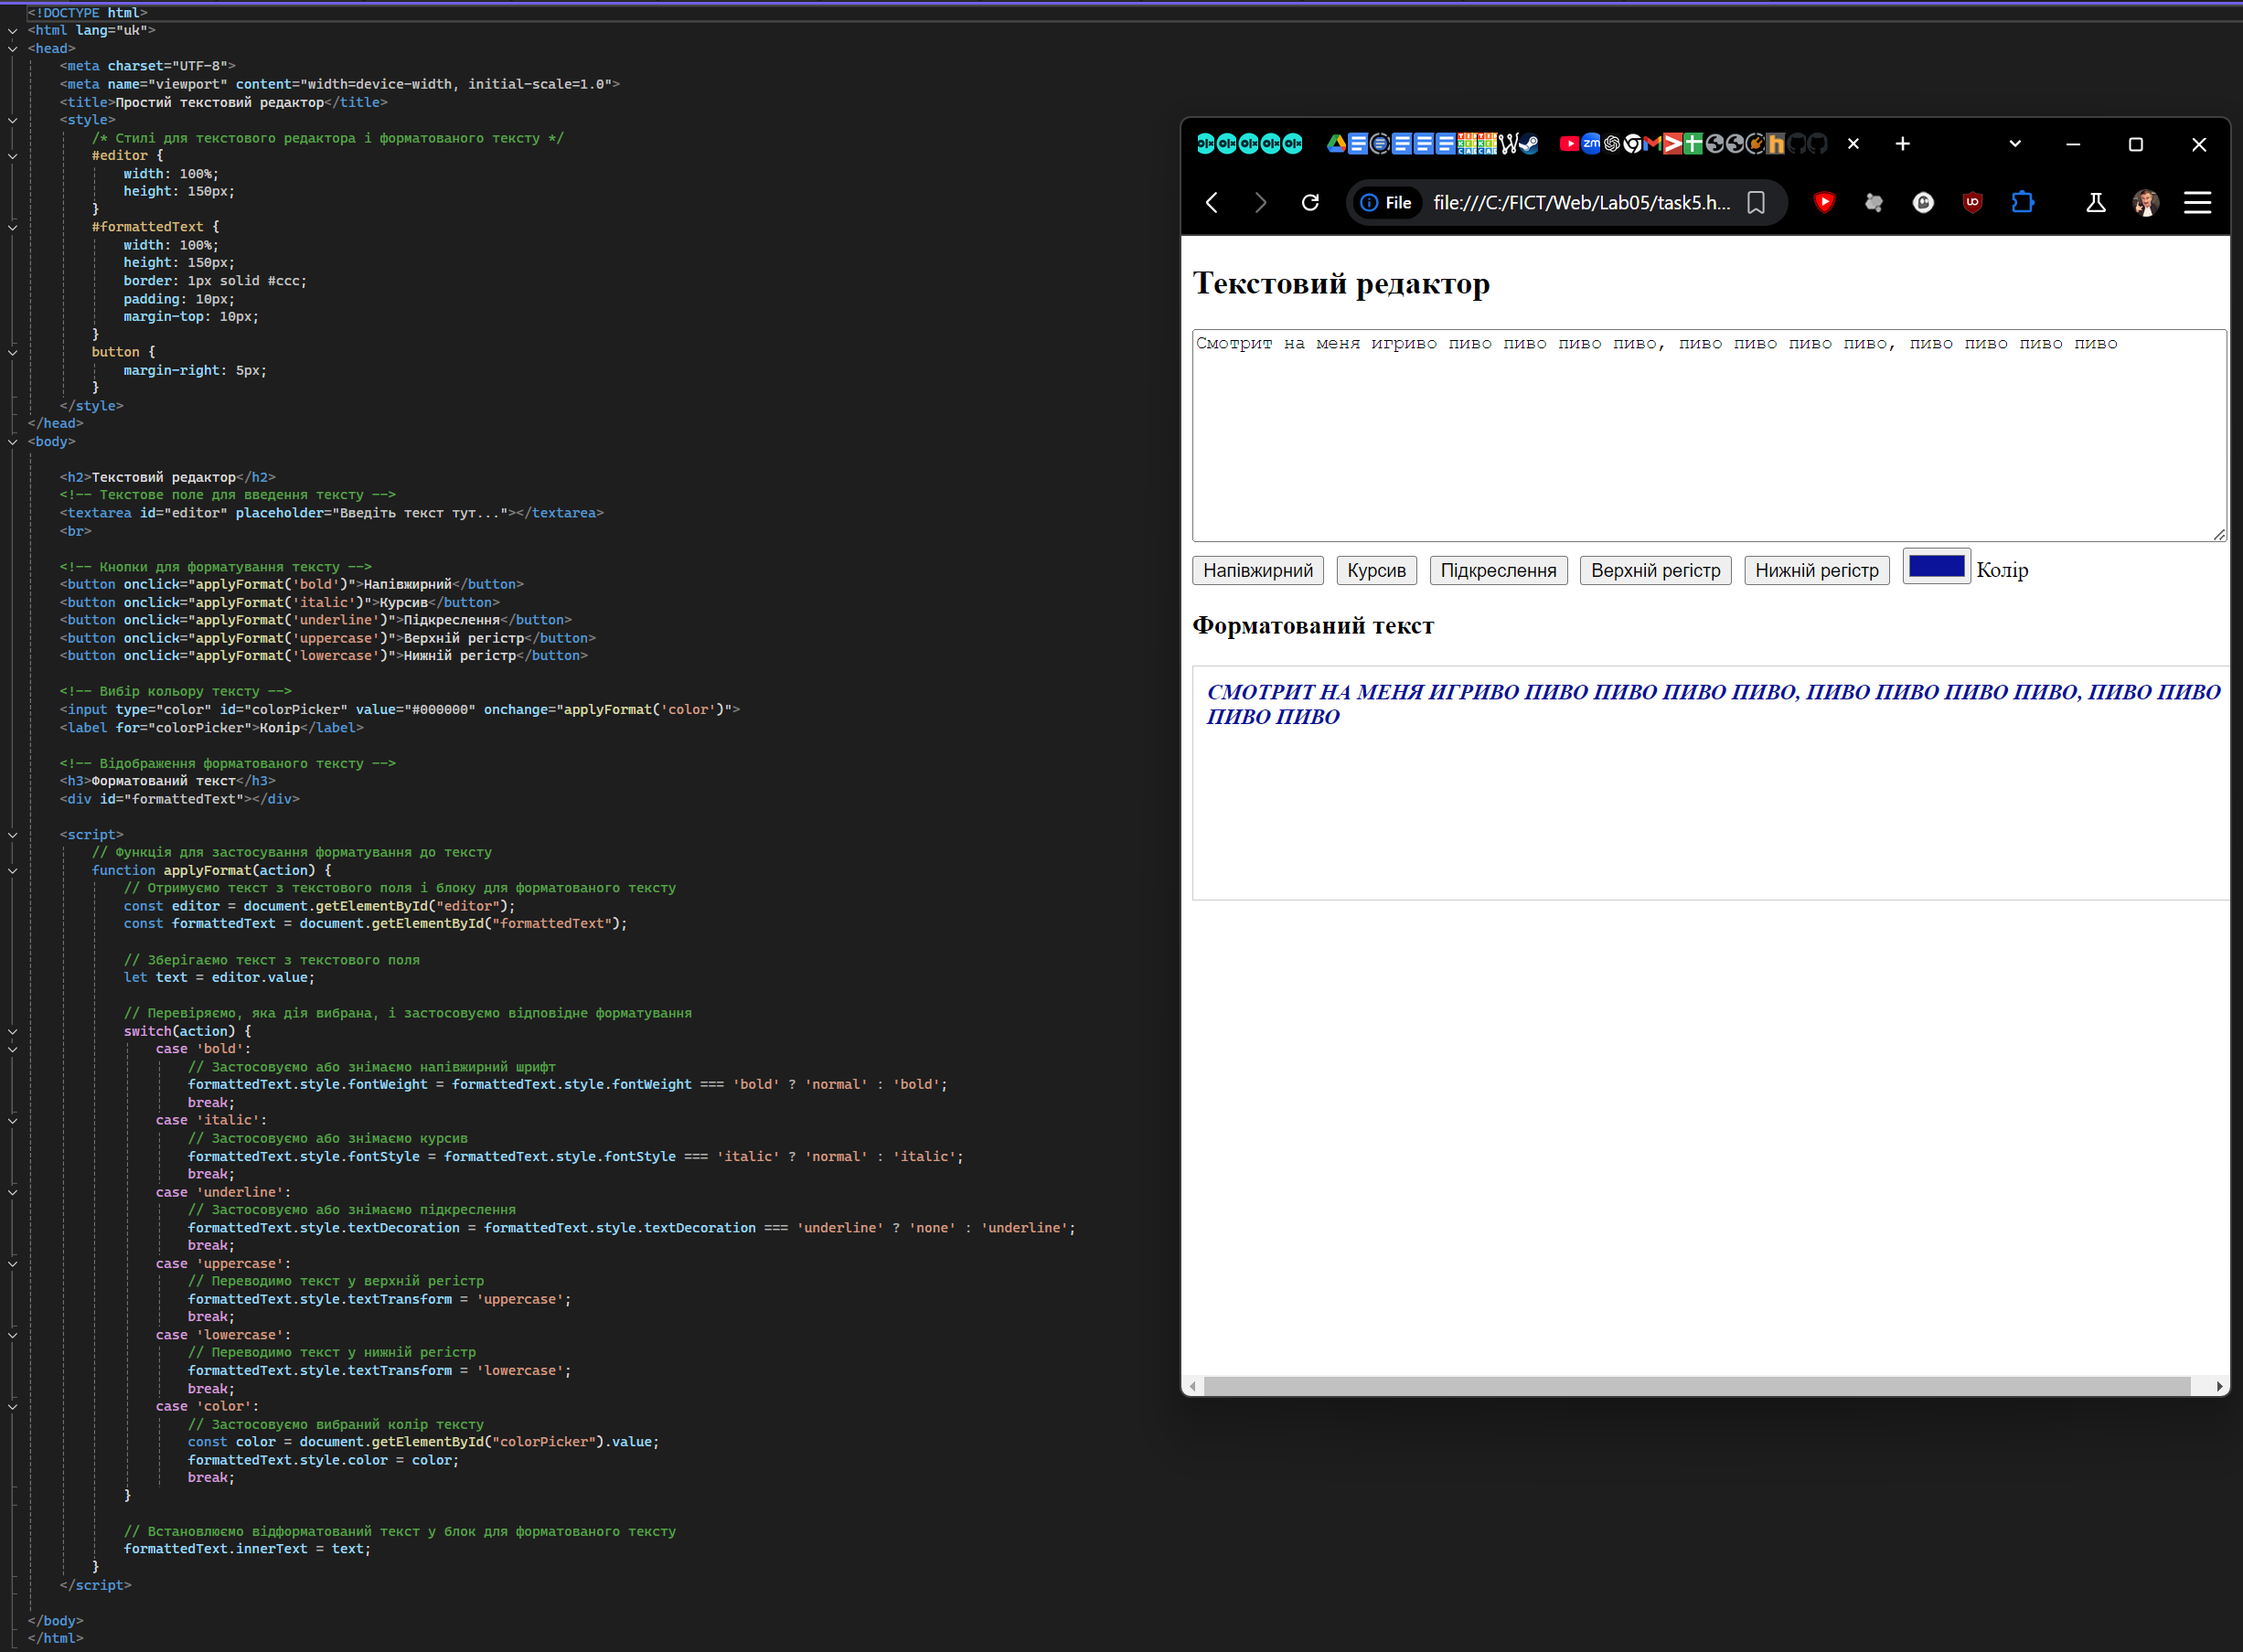 <!DOCTYPE html>
<html lang="uk">
<head>
<meta charset="UTF-8">
<meta name="viewport" content="width=device-width, initial-scale=1.0">
<title>Простий текстовий редактор</title>
<style>
/* Стилі для текстового редактора і форматованого тексту */
#editor {
width: 100%;
height: 150px;
}
#formattedText {
width: 100%;
height: 150px;
border: 1px solid #ccc;
padding: 10px;
margin-top: 10px;
}
button {
margin-right: 5px;
}
</style>
</head>
<body>
<h2>Текстовий редактор</h2>
<!-- Текстове поле для введення тексту -->
<textarea id="editor" placeholder="Введіть текст тут..."></textarea>
<br>
<!-- Кнопки для форматування тексту -->
<button onclick="applyFormat('bold')">Напівжирний</button>
<button onclick="applyFormat('italic')">Курсив</button>
<button onclick="applyFormat('underline')">Підкреслення</button>
<button onclick="applyFormat('uppercase')">Верхній регістр</button>
<button onclick="applyFormat('lowercase')">Нижній регістр</button>
<!-- Вибір кольору тексту -->
<input type="color" id="colorPicker" value="#000000" onchange="applyFormat('color')">
<label for="colorPicker">Колір</label>
<!-- Відображення форматованого тексту -->
<h3>Форматований текст</h3>
<div id="formattedText"></div>
<script>
// Функція для застосування форматування до тексту
function applyFormat(action) {
// Отримуємо текст з текстового поля і блоку для форматованого тексту
const editor = document.getElementById("editor");
const formattedText = document.getElementById("formattedText");
// Зберігаємо текст з текстового поля
let text = editor.value;
// Перевіряємо, яка дія вибрана, і застосовуємо відповідне форматування
switch(action) {
case 'bold':
// Застосовуємо або знімаємо напівжирний шрифт
formattedText.style.fontWeight = formattedText.style.fontWeight === 'bold' ? 'normal' : 'bold';
break;
case 'italic':
// Застосовуємо або знімаємо курсив
formattedText.style.fontStyle = formattedText.style.fontStyle === 'italic' ? 'normal' : 'italic';
break;
case 'underline':
// Застосовуємо або знімаємо підкреслення
formattedText.style.textDecoration = formattedText.style.textDecoration === 'underline' ? 'none' : 'underline';
break;
case 'uppercase':
// Переводимо текст у верхній регістр
formattedText.style.textTransform = 'uppercase';
break;
case 'lowercase':
// Переводимо текст у нижній регістр
formattedText.style.textTransform = 'lowercase';
break;
case 'color':
// Застосовуємо вибраний колір тексту
const color = document.getElementById("colorPicker").value;
formattedText.style.color = color;
break;
}
// Встановлюємо відформатований текст у блок для форматованого тексту
formattedText.innerText = text;
}
</script>
</body>
</html>
File file:///C:/FICT/Web/Lab05/task5.h...
Текстовий редактор
Смотрит на меня игриво пиво пиво пиво пиво, пиво пиво пиво пиво, пиво пиво пиво пиво
Напівжирний Курсив Підкреслення Верхній регістр Нижній регістр Колір
Форматований текст
СМОТРИТ НА МЕНЯ ИГРИВО ПИВО ПИВО ПИВО ПИВО, ПИВО ПИВО ПИВО ПИВО, ПИВО ПИВО
ПИВО ПИВО